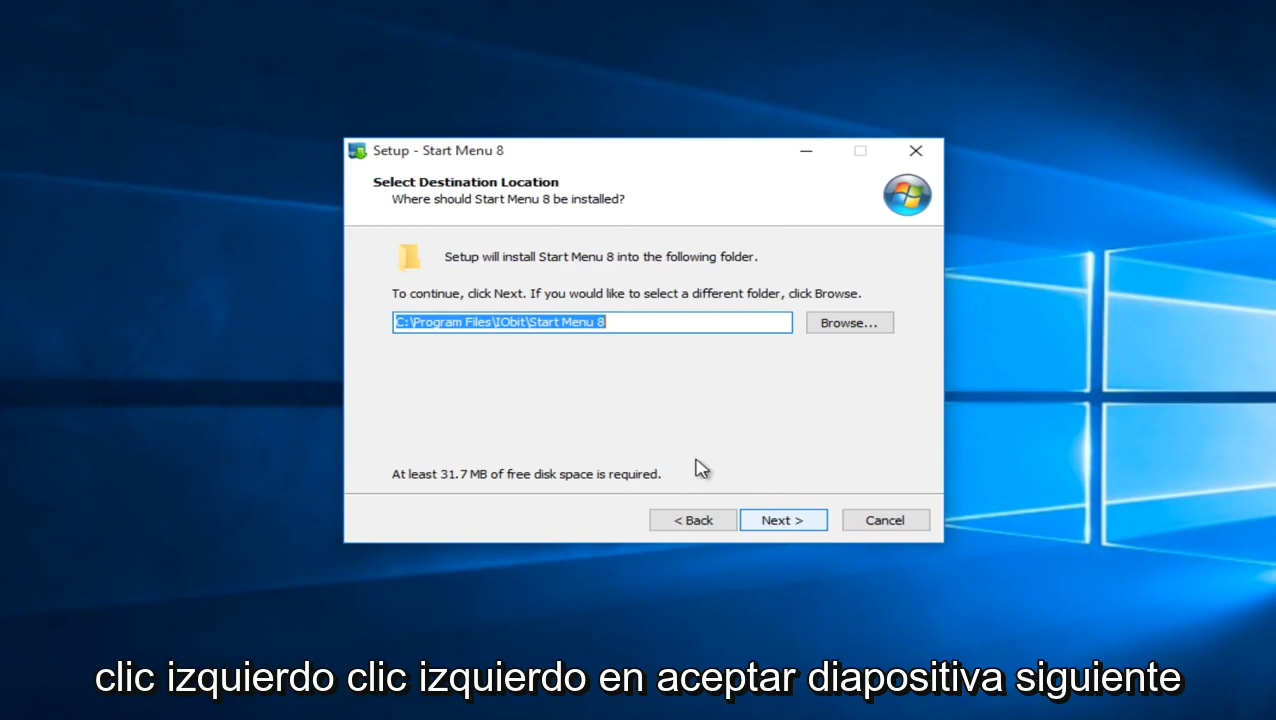 Setup - Start Menu 8
Select Destination Location
Where should Start Menu 8 be installed?
Setup will install Start Menu 8 into the following folder.
To continue, click Next. If you would like to select a different folder, click Browse.
C:\Program Files\IObit\Start Menu 8
Browse...
At least 31.7 MB of free disk space is required.
< Back
Next >
Cancel
clic izquierdo clic izquierdo en aceptar diapositiva siguiente